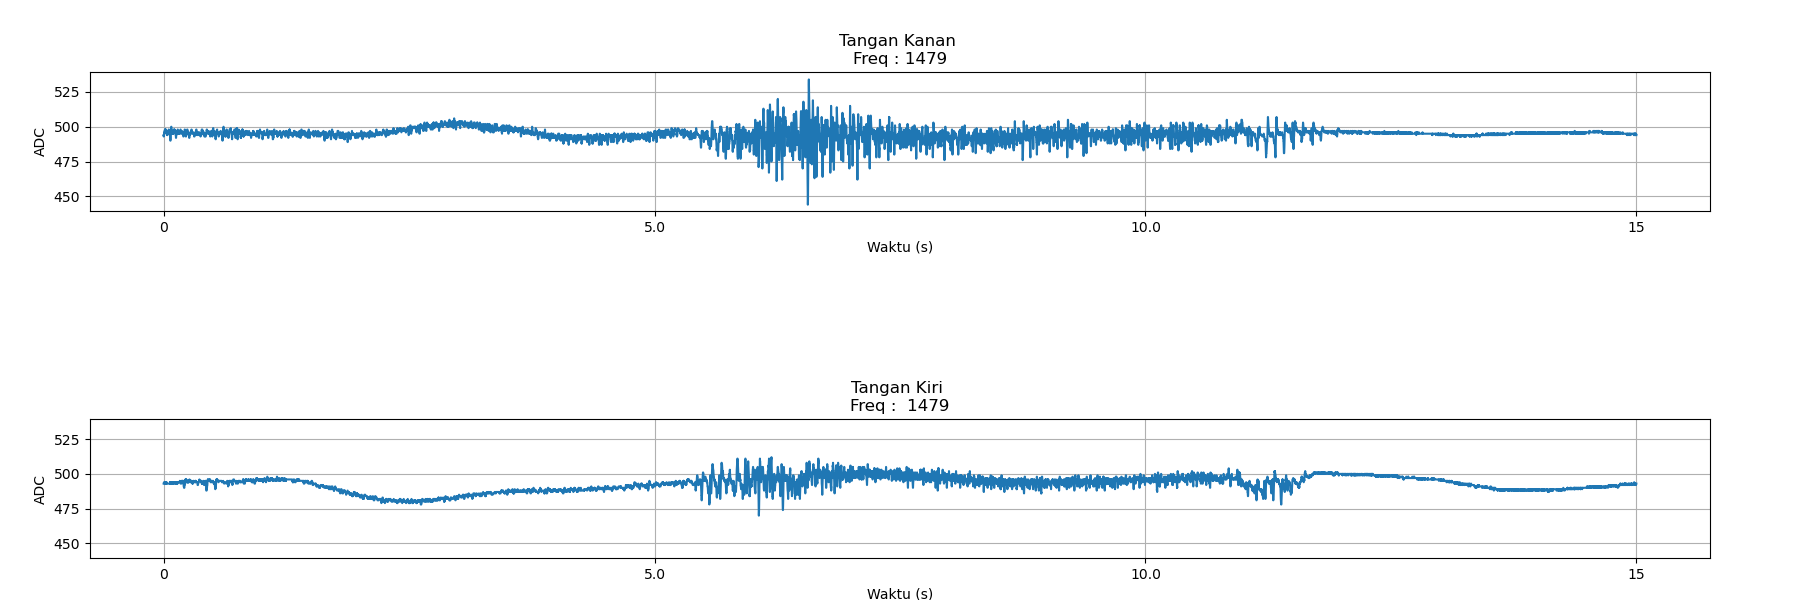 Tangan Kanan
Freq : 1479
525
500
475
450
ADC
0 5.0 10.0 15
Waktu (s)
Tangan Kiri
Freq :  1479
525
500
475
450
ADC
0 5.0 10.0 15
Waktu (s)